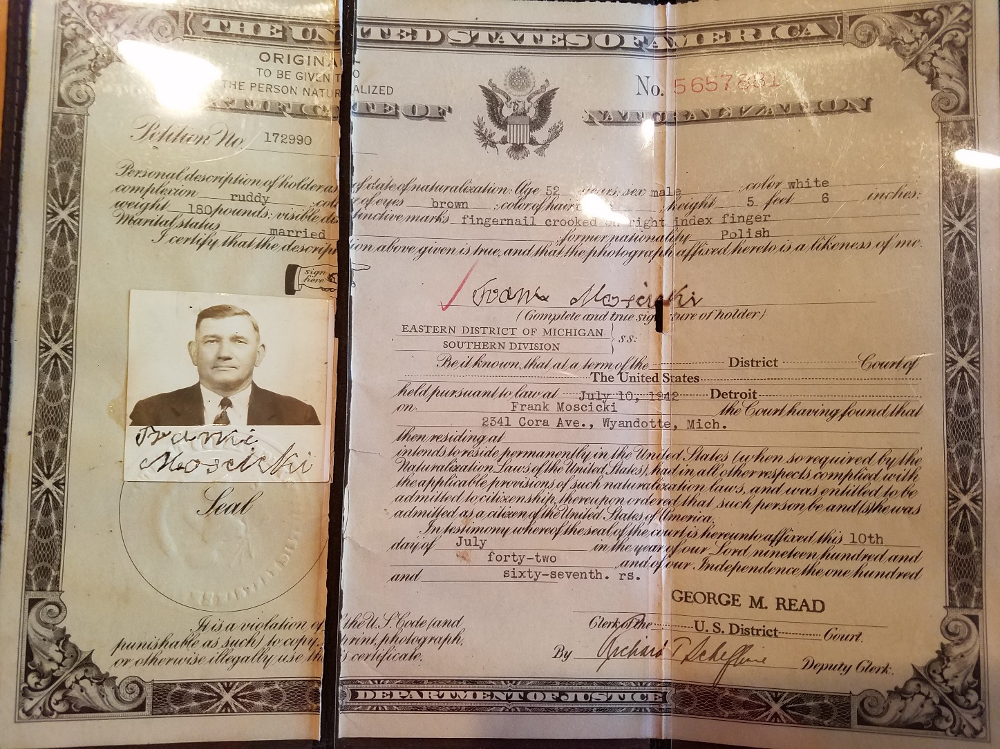 THE UNITED STATES OF AMERICA
ORIGINAL
TO BE GIVEN TO
THE PERSON NATURALIZED
No. 5657881
CERTIFICATE OF NATURALIZATION
Petition No. 172990
Personal description of holder as of date of naturalization: Age 52 years; sex male ; color white
complexion ruddy ; color of eyes brown ; color of hair ; height 5 feet 6 inches;
weight 180 pounds; visible distinctive marks fingernail crooked on right index finger
Marital status married ; former nationality Polish
I certify that the description above given is true, and that the photograph affixed hereto is a likeness of me.
sign here
Frank Moscicki
(Complete and true signature of holder)
EASTERN DISTRICT OF MICHIGAN
SOUTHERN DIVISION
ss:
Be it known, that at a term of the District Court of
The United States
held pursuant to law at July 10, 1942 Detroit
on Frank Moscicki the Court having found that
2341 Cora Ave., Wyandotte, Mich.
then residing at
intends to reside permanently in the United States (when so required by the
Naturalization Laws of the United States), had in all other respects complied with
the applicable provisions of such naturalization laws, and was entitled to be
admitted to citizenship, thereupon ordered that such person be and (s)he was
admitted as a citizen of the United States of America.
In testimony whereof the seal of the court is hereunto affixed this 10th
day of July in the year of our Lord nineteen hundred and
forty-two , and of our Independence the one hundred
and sixty-seventh. rs.
Moscicki
Seal
GEORGE M. READ
Clerk of the U. S. District Court.
By Deputy Clerk.
It is a violation of the U.S. Code (and
punishable as such) to copy, print, photograph,
or otherwise illegally use this certificate.
DEPARTMENT OF JUSTICE